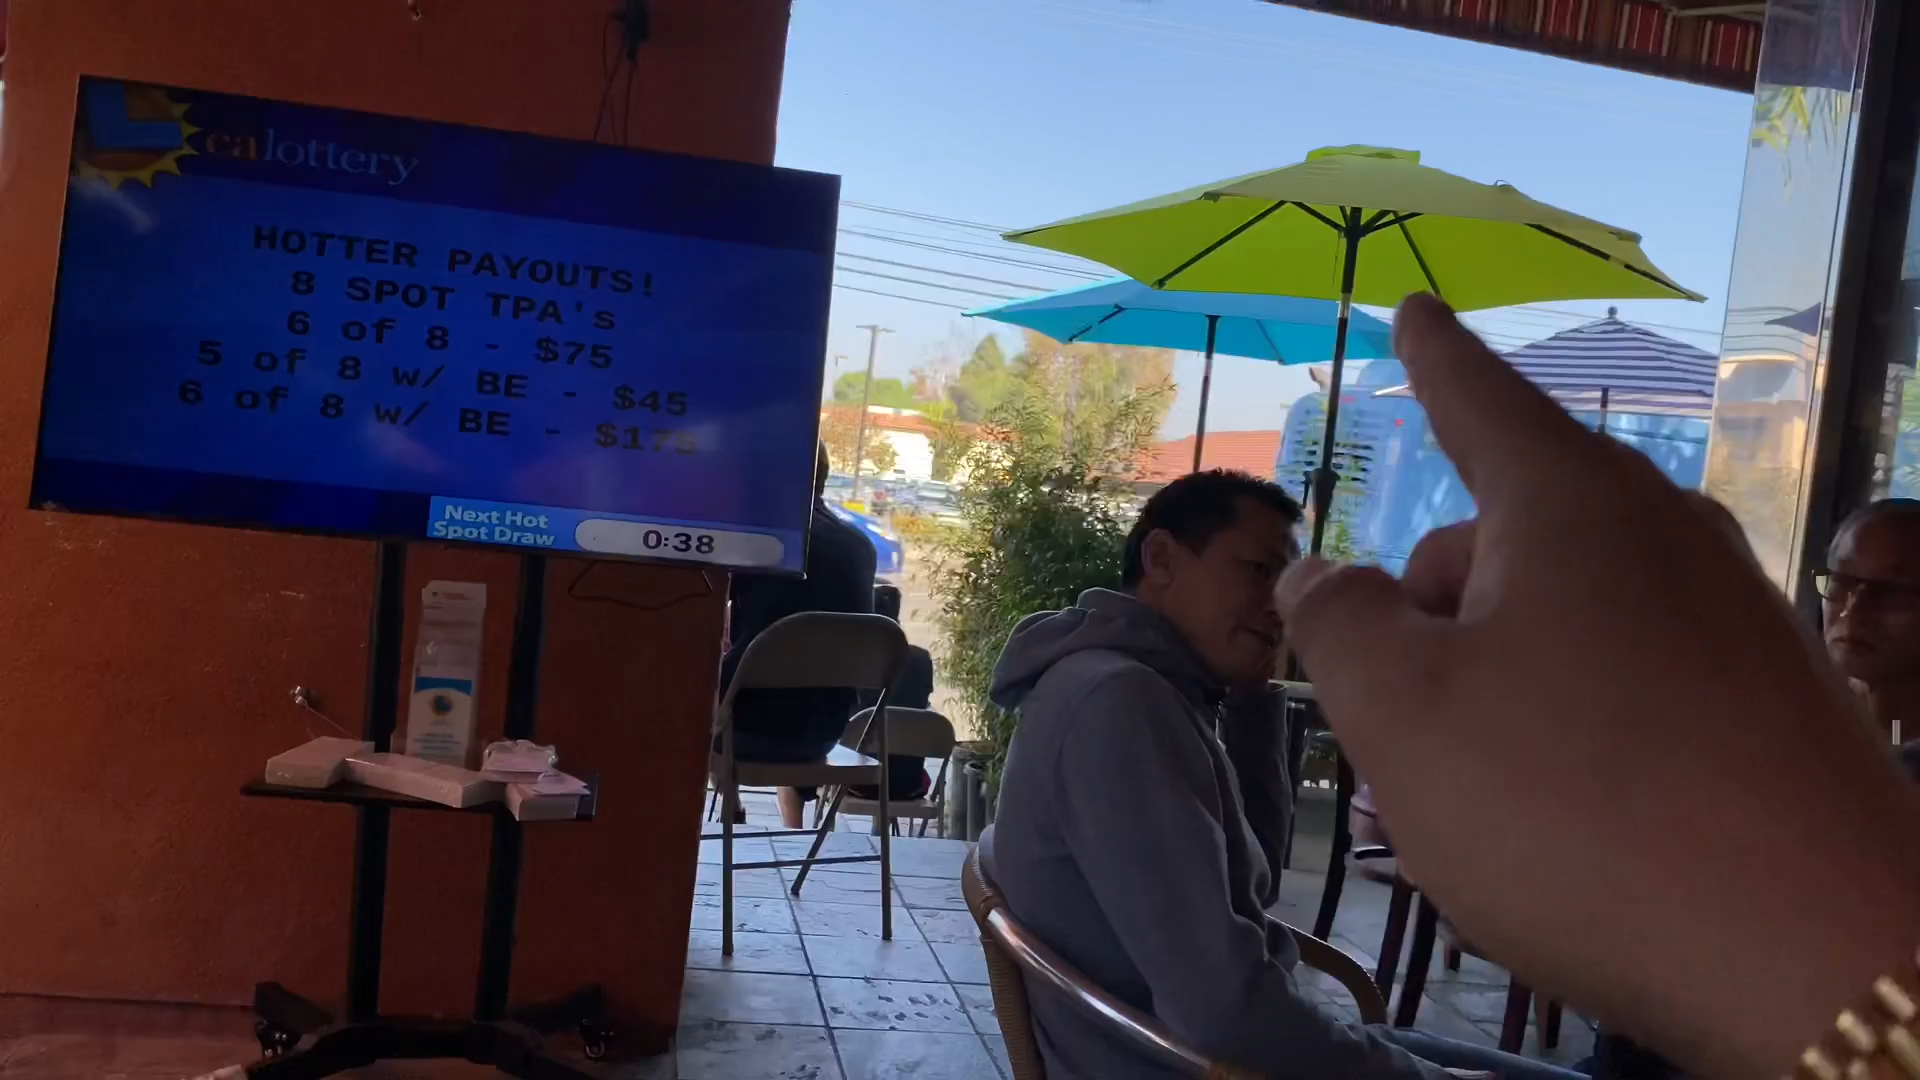 calottery
HOTTER PAYOUTS!
8 SPOT TPA's
6 of 8 - $75
5 of 8 w/ BE - $45
6 of 8 w/ BE - $175
Next Hot
Spot Draw
0:38